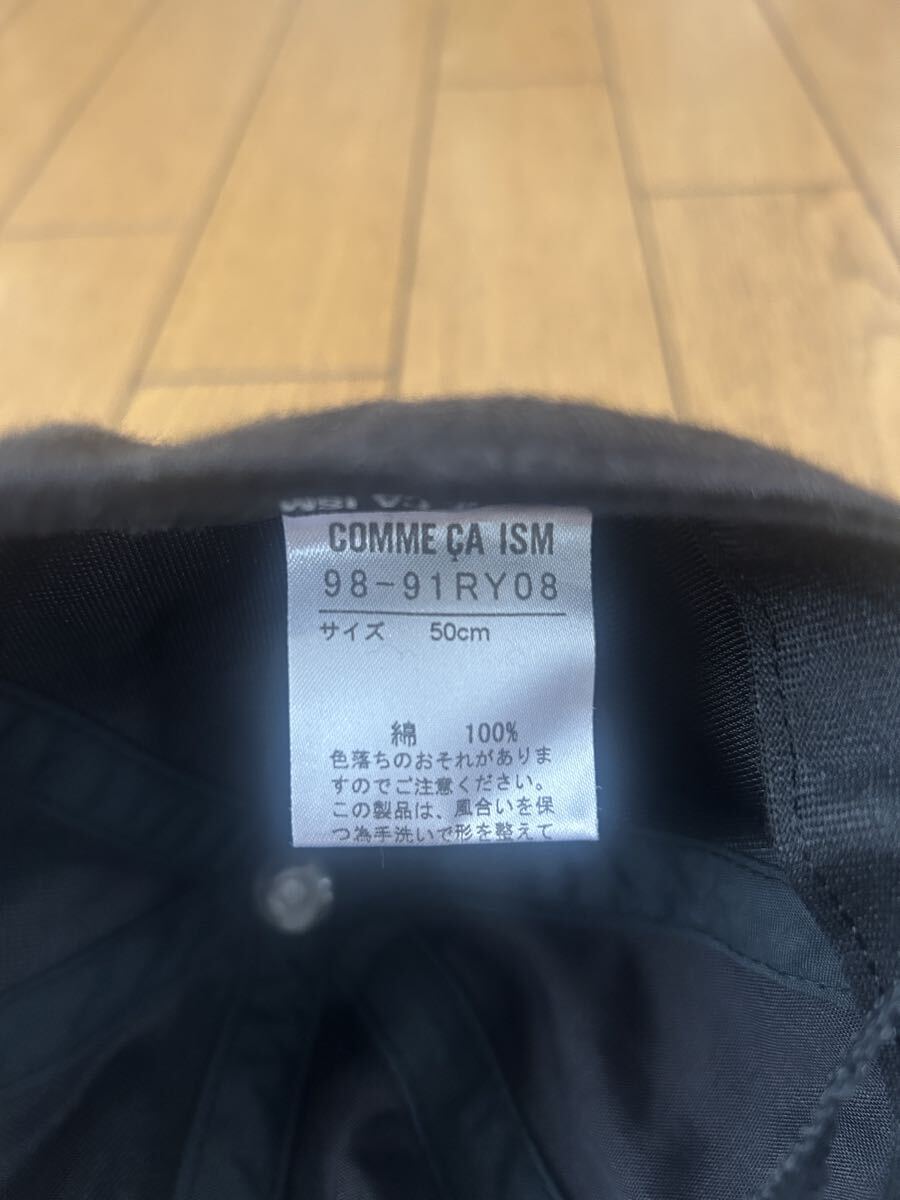 ÇA ISM
COMME ÇA ISM
98-91RY08
サイズ 50cm
綿 100%
色落ちのおそれがありま
すのでご注意ください。
この製品は、風合いを保
つ為手洗いで形を整えて